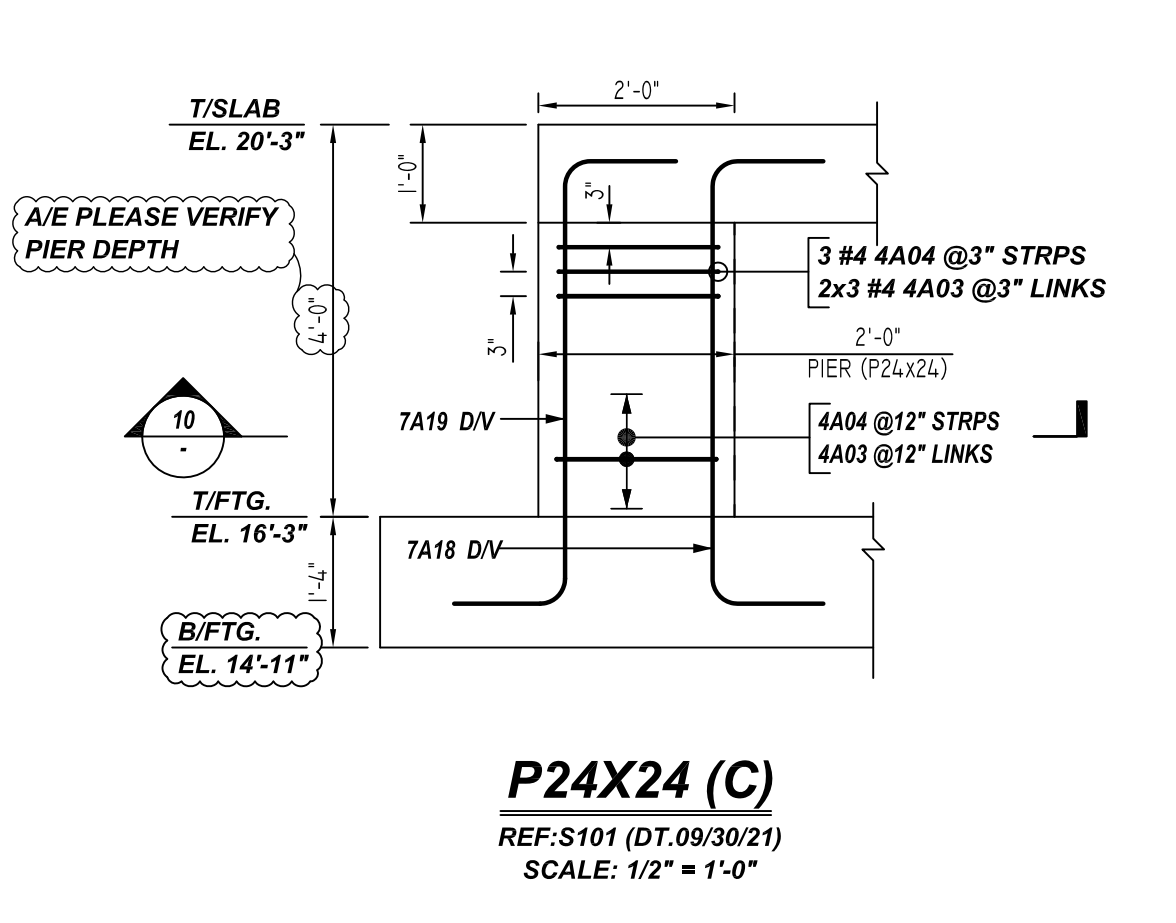 2'-0"
T/SLAB
EL. 20'-3"
1'-0"
3"
A/E PLEASE VERIFY
PIER DEPTH
3 #4 4A04 @3" STRPS
2x3 #4 4A03 @3" LINKS
4'-0"
3"
2'-0"
PIER (P24x24)
10
-
7A19 D/V
4A04 @12" STRPS
4A03 @12" LINKS
T/FTG.
EL. 16'-3"
7A18 D/V
1'-4"
B/FTG.
EL. 14'-11"
P24X24 (C)
REF:S101 (DT.09/30/21)
SCALE: 1/2" = 1'-0"